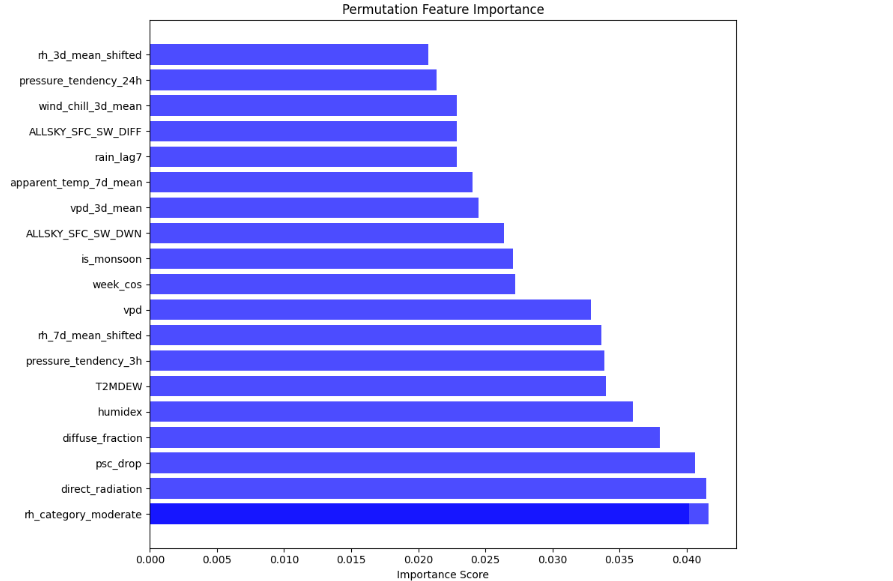 Permutation Feature Importance
rh_3d_mean_shifted
pressure_tendency_24h
wind_chill_3d_mean
ALLSKY_SFC_SW_DIFF
rain_lag7
apparent_temp_7d_mean
vpd_3d_mean
ALLSKY_SFC_SW_DWN
is_monsoon
week_cos
vpd
rh_7d_mean_shifted
pressure_tendency_3h
T2MDEW
humidex
diffuse_fraction
psc_drop
direct_radiation
rh_category_moderate
0.000 0.005 0.010 0.015 0.020 0.025 0.030 0.035 0.040
Importance Score